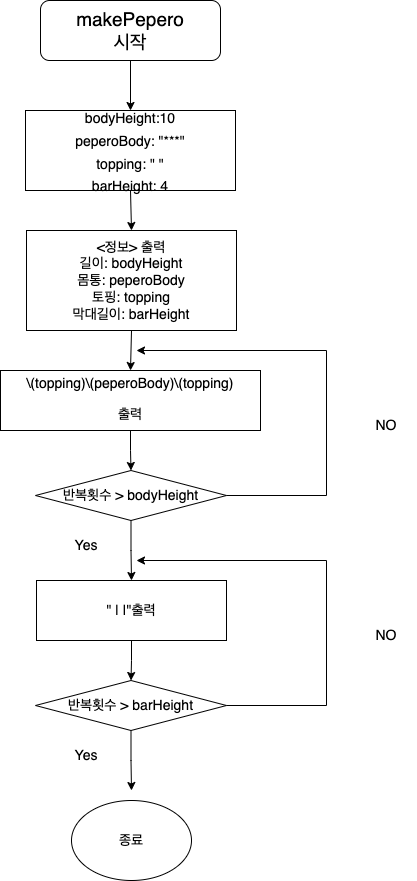 makePepero
시작
bodyHeight:10
peperoBody: "***"
topping: " "
barHeight: 4
<정보> 출력
길이: bodyHeight
몸통: peperoBody
토핑: topping
막대길이: barHeight
\(topping)\(peperoBody)\(topping)
출력
NO
반복횟수 > bodyHeight
Yes
" | |"출력
NO
반복횟수 > barHeight
Yes
종료